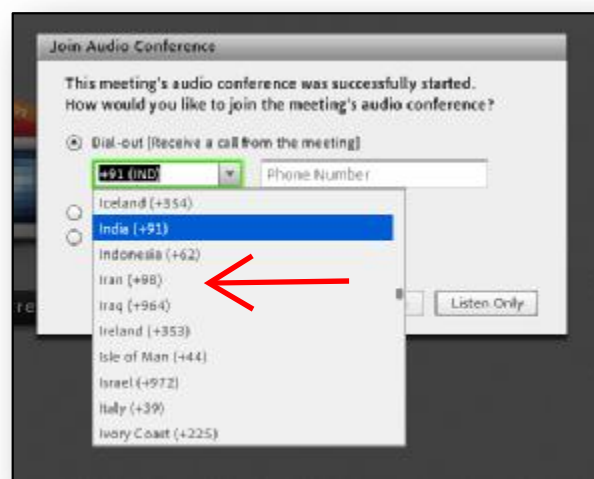 Join Audio Conference
This meeting's audio conference was successfully started.
How would you like to join the meeting's audio conference?
Dial-out [Receive a call from the meeting]
+91 (IND)
Phone Number
Iceland (+354)
India (+91)
Indonesia (+62)
Iran (+98)
Iraq (+964)
Ireland (+353)
Isle of Man (+44)
Israel (+972)
Italy (+39)
Ivory Coast (+225)
Listen Only